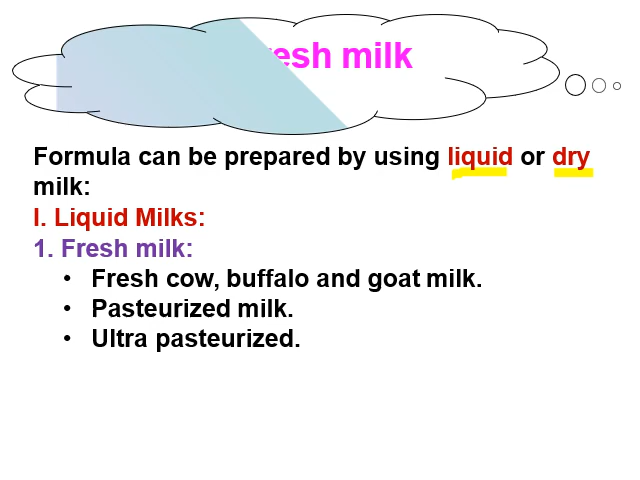 esh milk
Formula can be prepared by using liquid or dry
milk:
I. Liquid Milks:
1. Fresh milk:
• Fresh cow, buffalo and goat milk.
• Pasteurized milk.
• Ultra pasteurized.